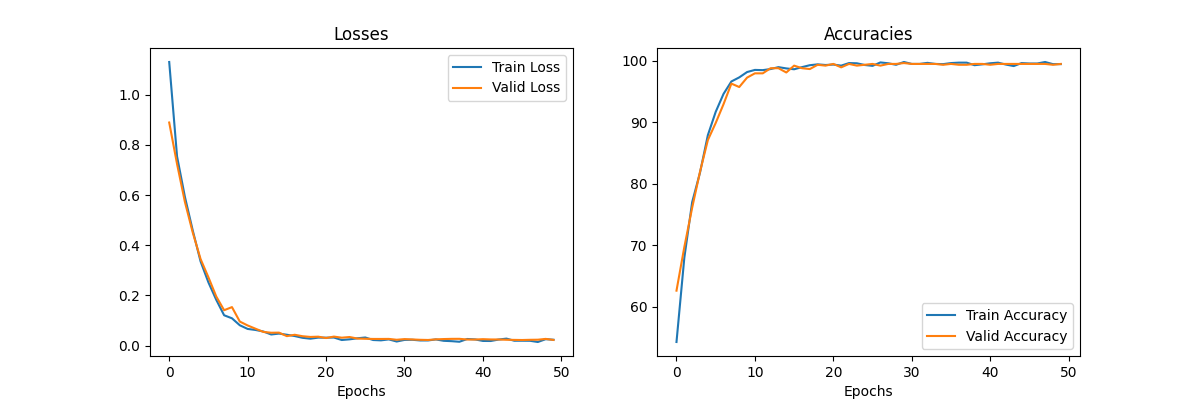 Losses
Train Loss
Valid Loss
1.0
0.8
0.6
0.4
0.2
0.0
0 10 20 30 40 50
Epochs
Accuracies
100
90
80
70
60
Train Accuracy
Valid Accuracy
0 10 20 30 40 50
Epochs